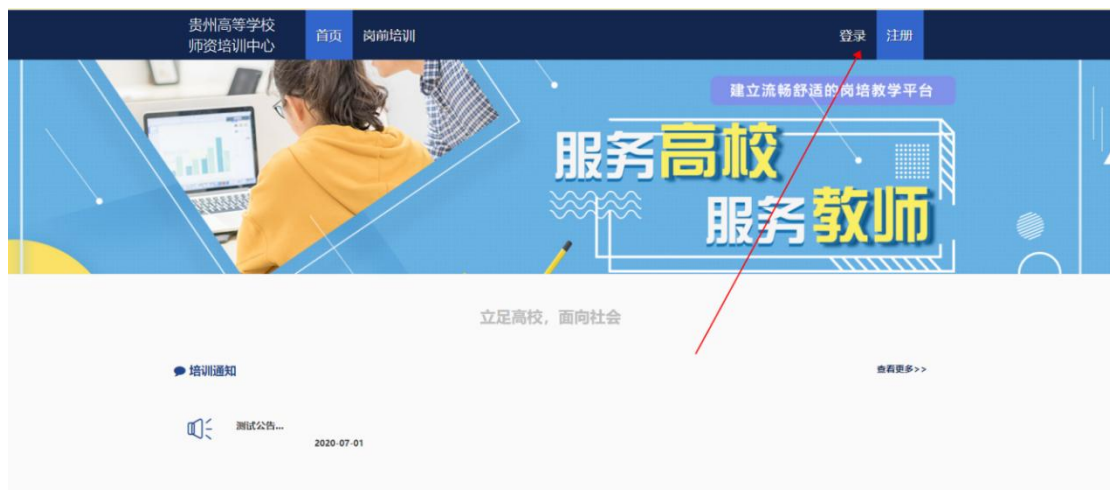 贵州高等学校
师资培训中心
首页 岗前培训 登录 注册
建立流畅舒适的岗培教学平台
服务高校
服务教师
立足高校，面向社会
培训通知 查看更多>>
测试公告...
2020-07-01